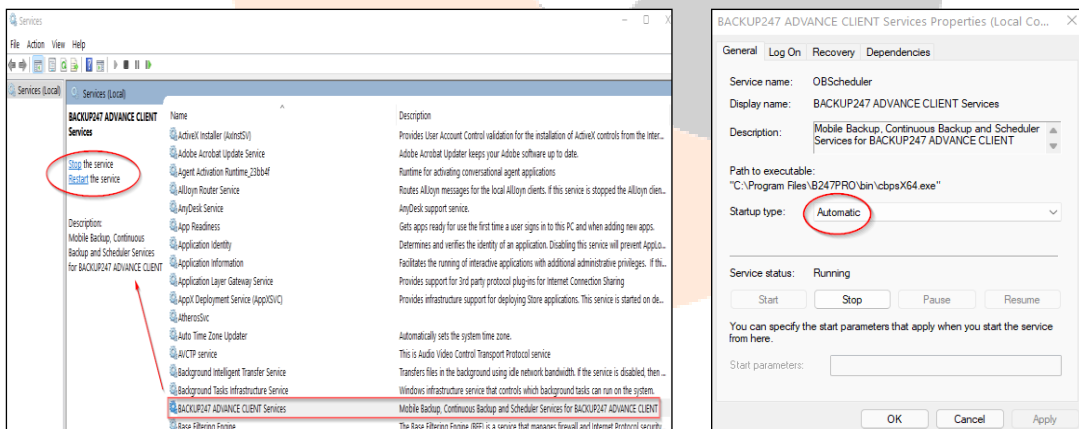 Services
File Action View Help
Services (Local)
Services (Local)
BACKUP247 ADVANCE CLIENT
Services
Stop the service
Restart the service
Description:
Mobile Backup, Continuous
Backup and Scheduler Services
for BACKUP247 ADVANCE CLIENT
Name Description
ActiveX Installer (AxInstSV) Provides User Account Control validation for the installation of ActiveX controls from the Inter...
Adobe Acrobat Update Service Adobe Acrobat Updater keeps your Adobe software up to date.
Agent Activation Runtime_23bb4f Runtime for activating conversational agent applications
AllJoyn Router Service Routes AllJoyn messages for the local AllJoyn clients. If this service is stopped the AllJoyn clien...
AnyDesk Service AnyDesk support service.
App Readiness Gets apps ready for use the first time a user signs in to this PC and when adding new apps.
Application Identity Determines and verifies the identity of an application. Disabling this service will prevent AppLo...
Application Information Facilitates the running of interactive applications with additional administrative privileges. If thi...
Application Layer Gateway Service Provides support for 3rd party protocol plug-ins for Internet Connection Sharing
AppX Deployment Service (AppXSVC) Provides infrastructure support for deploying Store applications. This service is started on de...
AtherosSvc
Auto Time Zone Updater Automatically sets the system time zone.
AVCTP service This is Audio Video Control Transport Protocol service
Background Intelligent Transfer Service Transfers files in the background using idle network bandwidth. If the service is disabled, then ...
Background Tasks Infrastructure Service Windows infrastructure service that controls which background tasks can run on the system.
BACKUP247 ADVANCE CLIENT Services Mobile Backup, Continuous Backup and Scheduler Services for BACKUP247 ADVANCE CLIENT
Base Filtering Engine The Base Filtering Engine (BFE) is a service that manages firewall and Internet Protocol security
BACKUP247 ADVANCE CLIENT Services Properties (Local Co...
General Log On Recovery Dependencies
Service name: OBScheduler
Display name: BACKUP247 ADVANCE CLIENT Services
Description: Mobile Backup, Continuous Backup and Scheduler
Services for BACKUP247 ADVANCE CLIENT
Path to executable:
"C:\Program Files\B247PRO\bin\cbpsX64.exe"
Startup type: Automatic
Service status: Running
Start Stop Pause Resume
You can specify the start parameters that apply when you start the service
from here.
Start parameters:
OK Cancel Apply